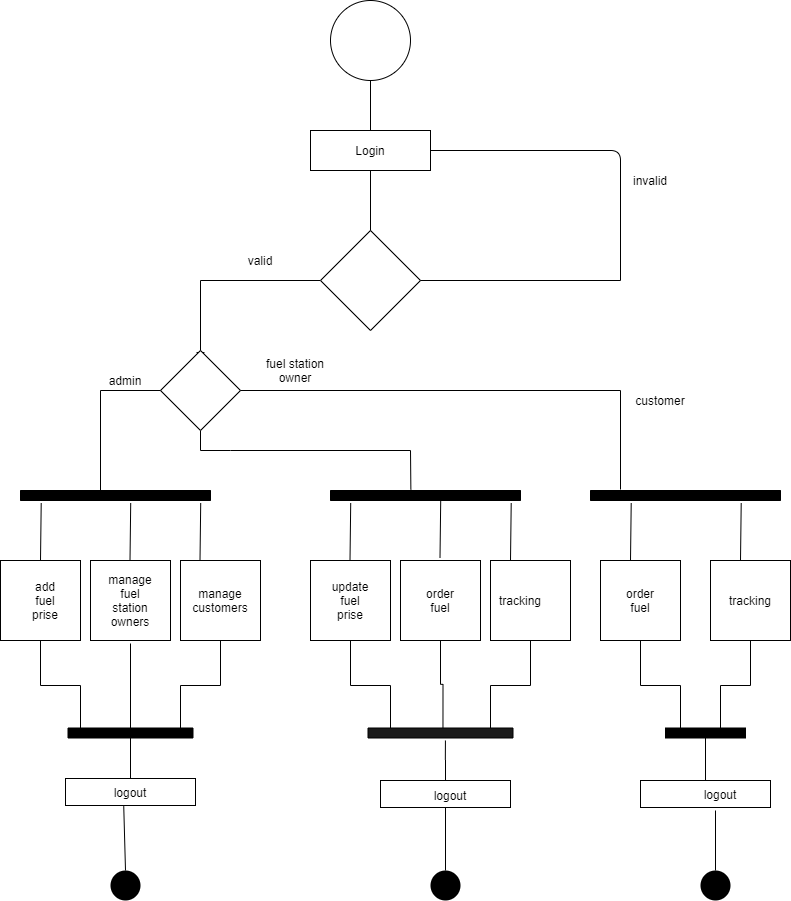 Login
invalid
valid
fuel station
owner
admin
customer
add
fuel
prise
manage
fuel
station
owners
manage
customers
update
fuel
prise
order
fuel
tracking
order
fuel
tracking
logout
logout
logout